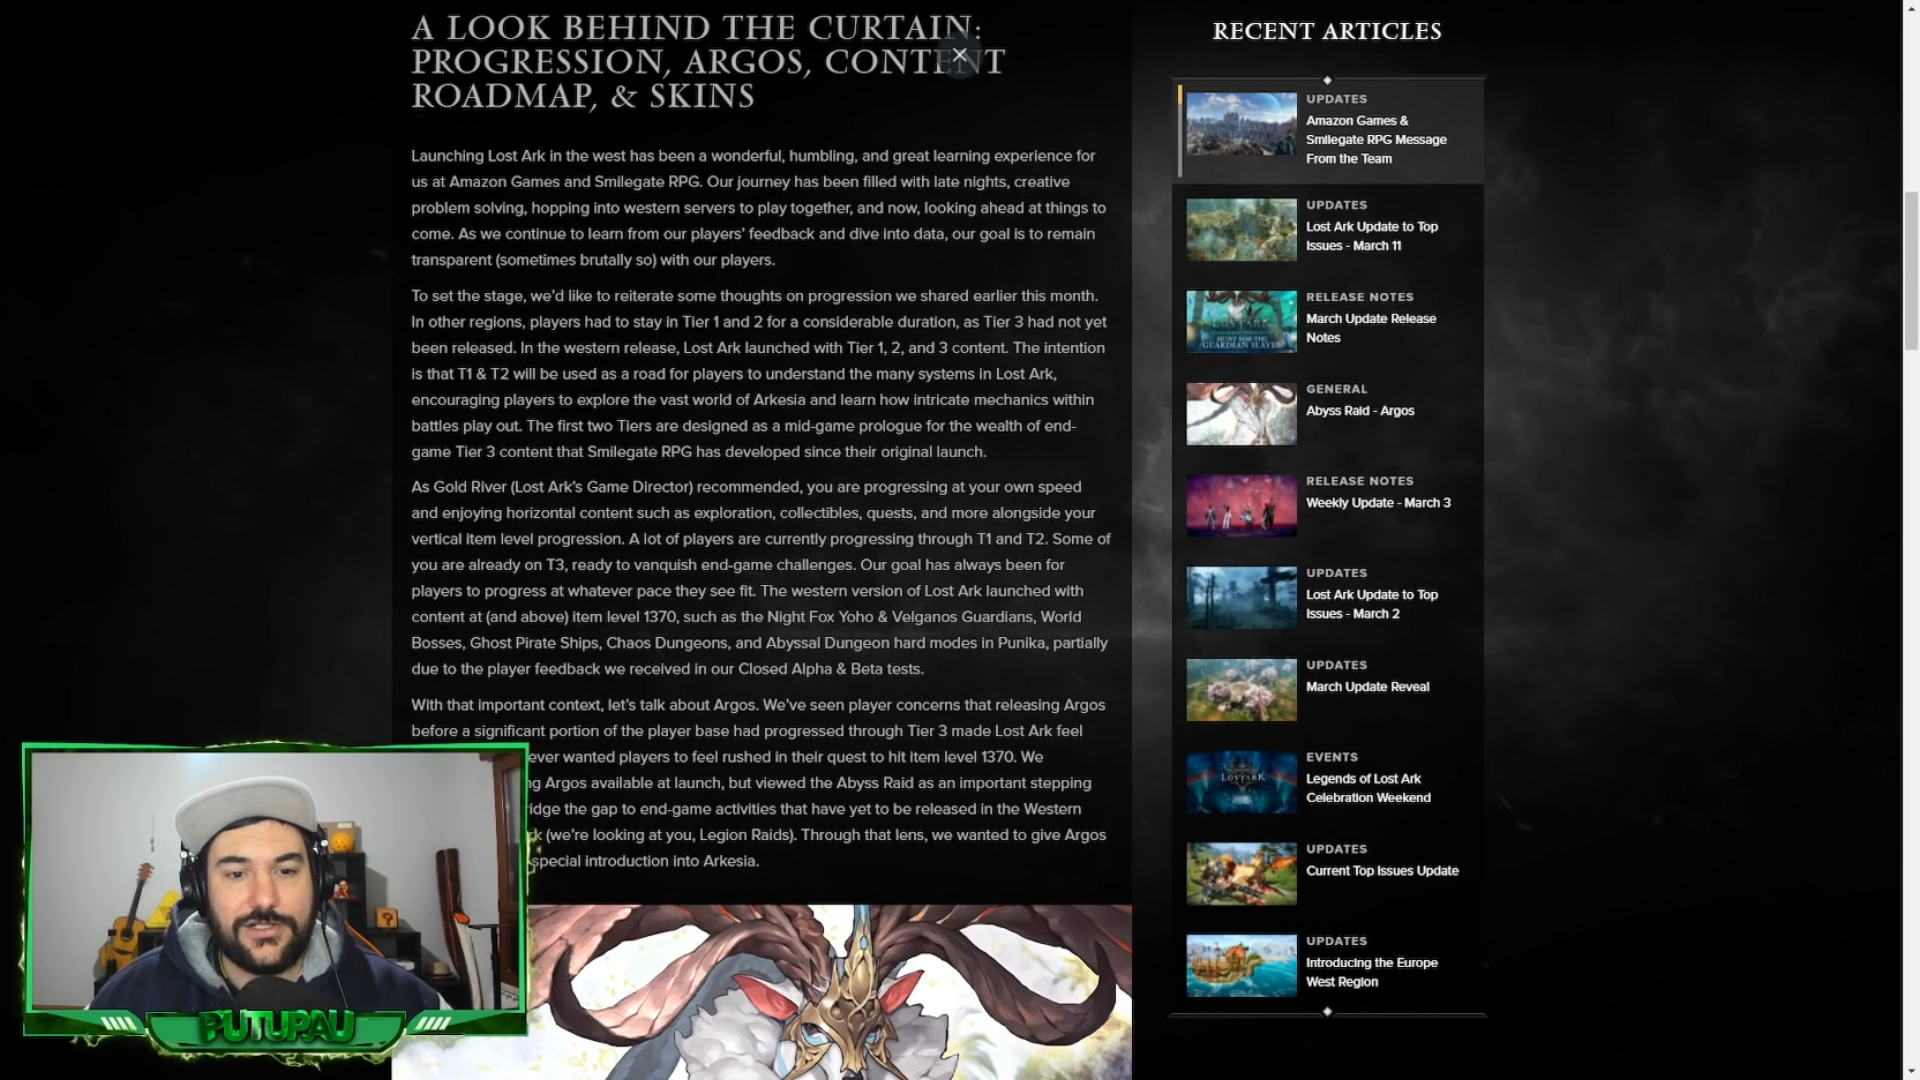 A LOOK BEHIND THE CURTAIN:
PROGRESSION, ARGOS, CONTENT
ROADMAP, & SKINS
Launching Lost Ark in the west has been a wonderful, humbling, and great learning experience for
us at Amazon Games and Smilegate RPG. Our journey has been filled with late nights, creative
problem solving, hopping into western servers to play together, and now, looking ahead at things to
come. As we continue to learn from our players' feedback and dive into data, our goal is to remain
transparent (sometimes brutally so) with our players.
To set the stage, we'd like to reiterate some thoughts on progression we shared earlier this month.
In other regions, players had to stay in Tier 1 and 2 for a considerable duration, as Tier 3 had not yet
been released. In the western release, Lost Ark launched with Tier 1, 2, and 3 content. The intention
is that T1 & T2 will be used as a road for players to understand the many systems in Lost Ark,
encouraging players to explore the vast world of Arkesia and learn how intricate mechanics within
battles play out. The first two Tiers are designed as a mid-game prologue for the wealth of end-
game Tier 3 content that Smilegate RPG has developed since their original launch.
As Gold River (Lost Ark's Game Director) recommended, you are progressing at your own speed
and enjoying horizontal content such as exploration, collectibles, quests, and more alongside your
vertical item level progression. A lot of players are currently progressing through T1 and T2. Some of
you are already on T3, ready to vanquish end-game challenges. Our goal has always been for
players to progress at whatever pace they see fit. The western version of Lost Ark launched with
content at (and above) item level 1370, such as the Night Fox Yoho & Velganos Guardians, World
Bosses, Ghost Pirate Ships, Chaos Dungeons, and Abyssal Dungeon hard modes in Punika, partially
due to the player feedback we received in our Closed Alpha & Beta tests.
With that important context, let's talk about Argos. We've seen player concerns that releasing Argos
before a significant portion of the player base had progressed through Tier 3 made Lost Ark feel
ever wanted players to feel rushed in their quest to hit item level 1370. We
ng Argos available at launch, but viewed the Abyss Raid as an important stepping
idge the gap to end-game activities that have yet to be released in the Western
k (we're looking at you, Legion Raids). Through that lens, we wanted to give Argos
special introduction into Arkesia.
PUTUPAU
RECENT ARTICLES
UPDATES
Amazon Games &
Smilegate RPG Message
From the Team
UPDATES
Lost Ark Update to Top
Issues - March 11
LOST ARK
HUNT FOR THE
GUARDIAN SLAYER
RELEASE NOTES
March Update Release
Notes
GENERAL
Abyss Raid - Argos
RELEASE NOTES
Weekly Update - March 3
UPDATES
Lost Ark Update to Top
Issues - March 2
UPDATES
March Update Reveal
LOST ARK
EVENTS
Legends of Lost Ark
Celebration Weekend
UPDATES
Current Top Issues Update
UPDATES
Introducing the Europe
West Region